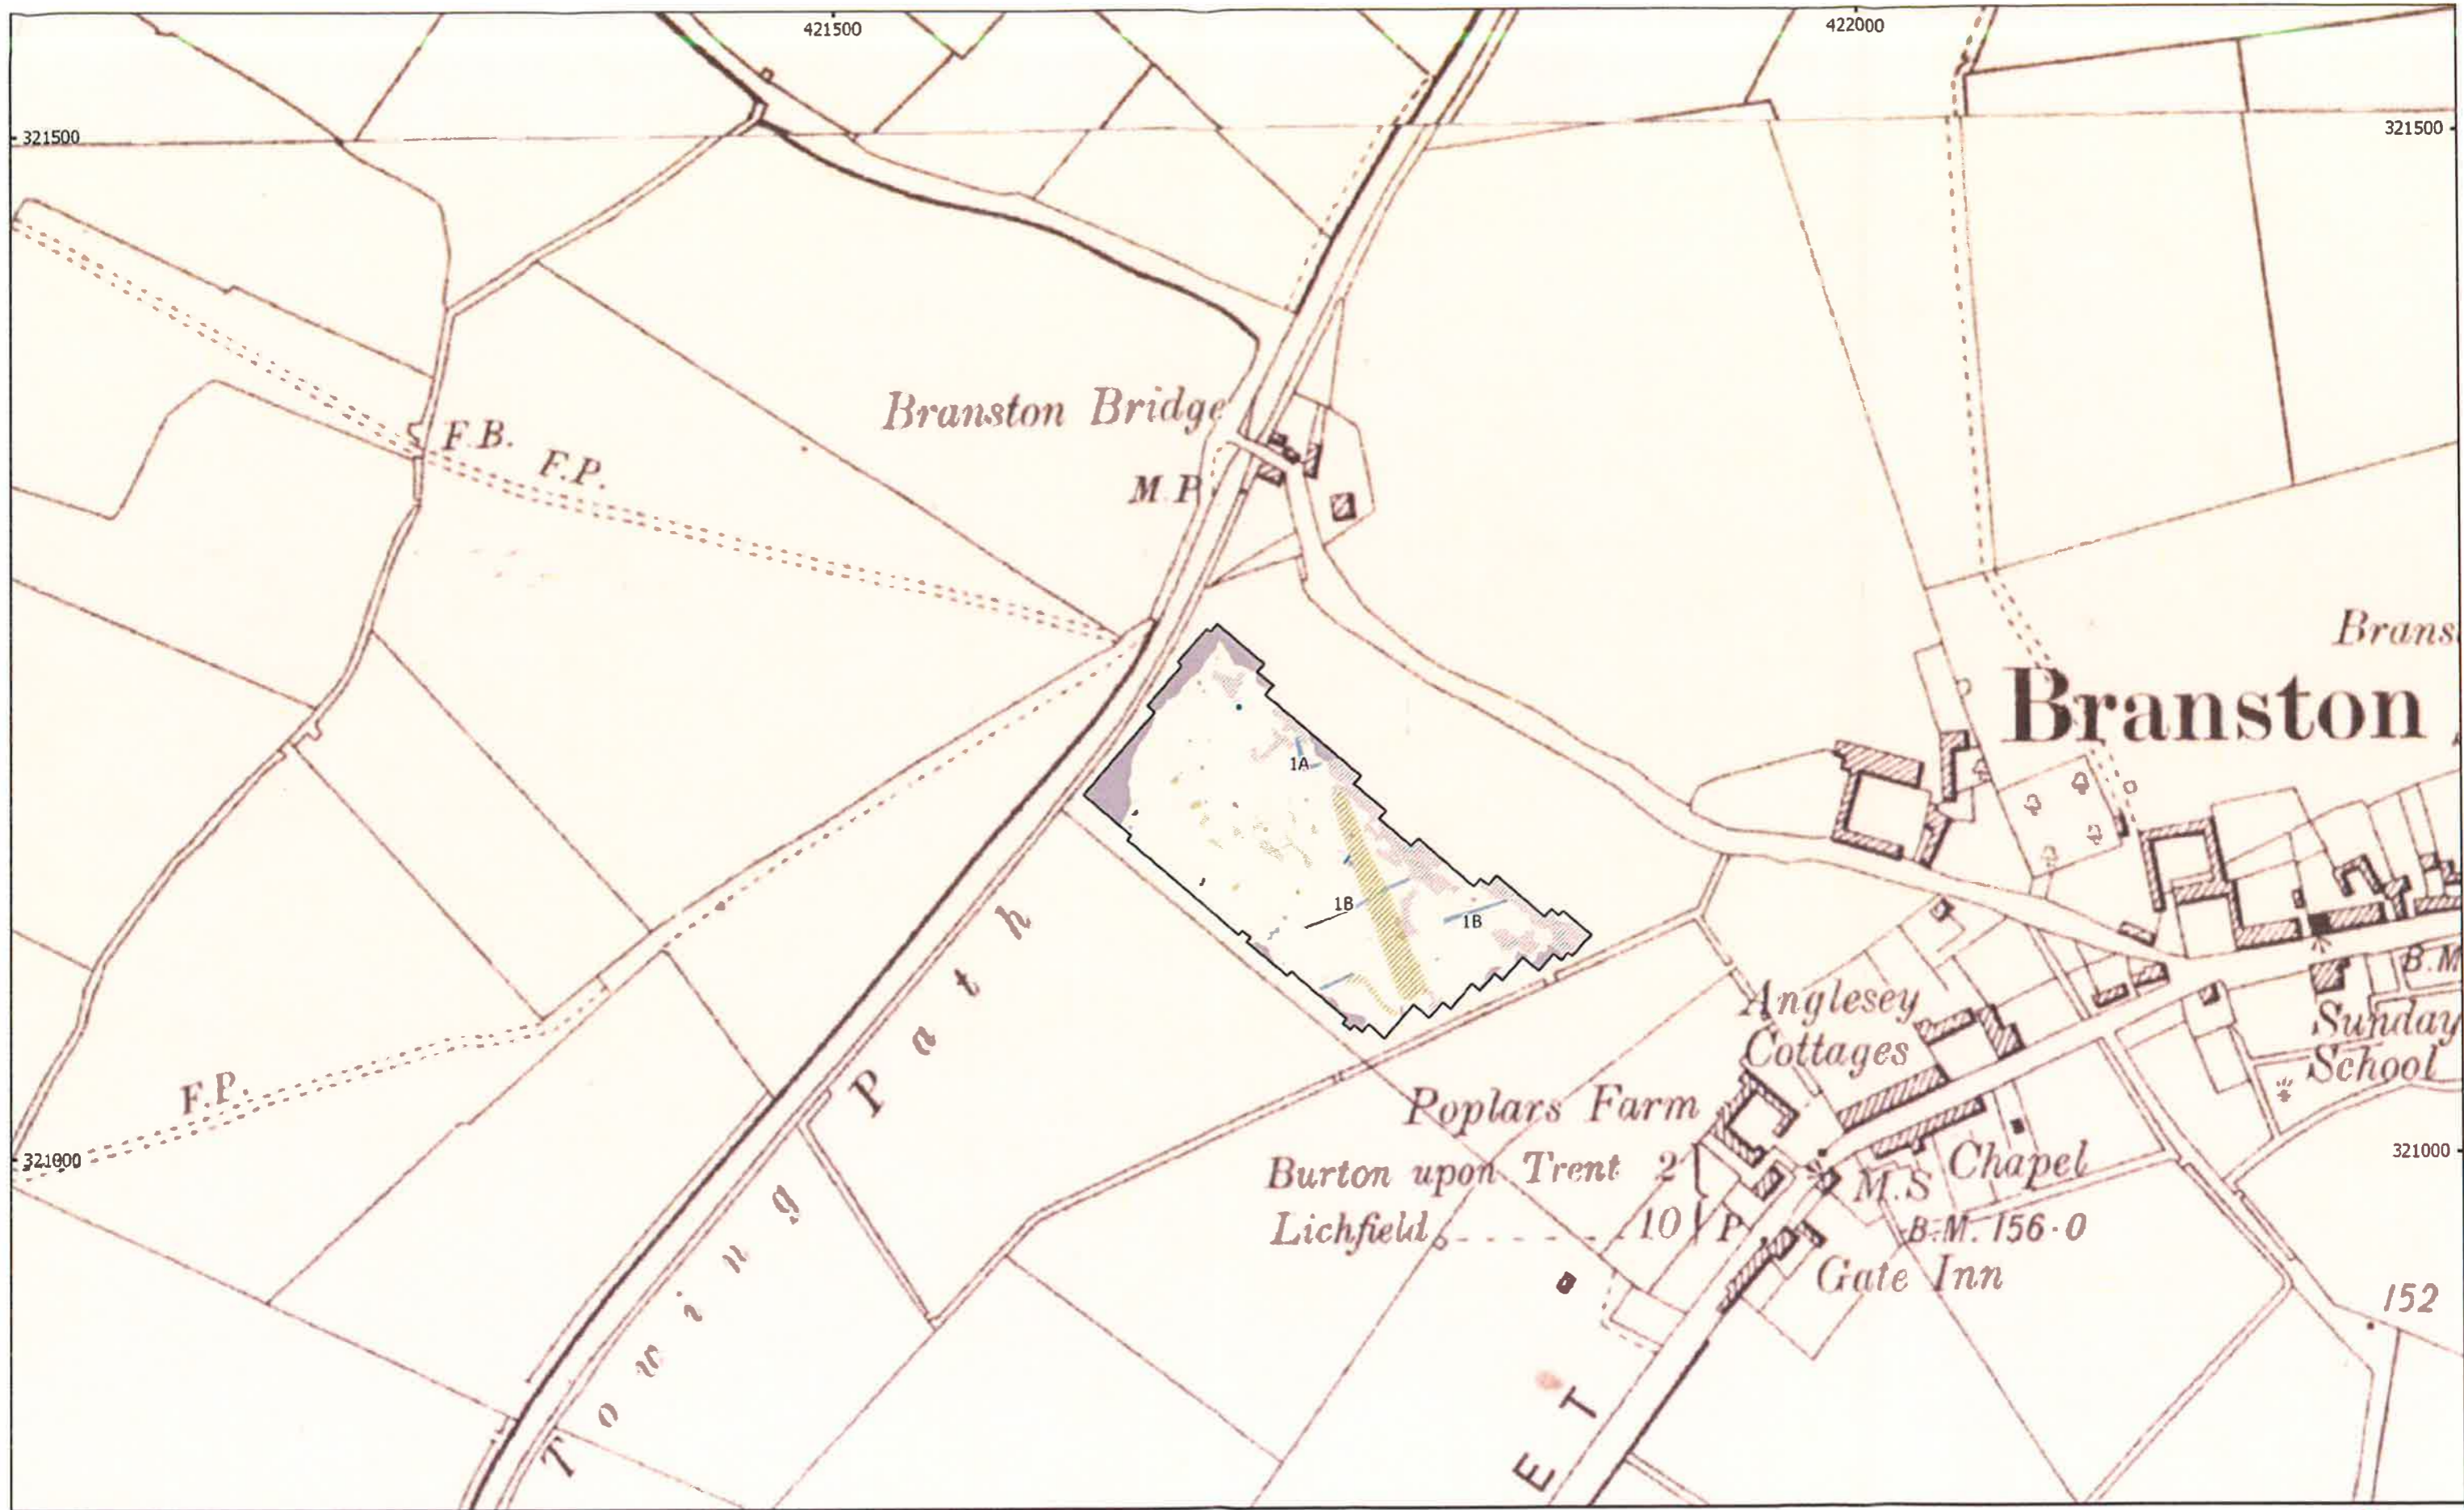 421500
422000
321500
321500
Branston Bridge
F.B.
F.P.
M.P
Brans
Branston
1A
1B
1B
B.M
Anglesey
Cottages
Sunday
School
F.P.
Poplars Farm
Burton upon Trent 2
Lichfield 10
P
Chapel
M.S
B.M. 156·0
Gate Inn
321000
321000
152
Towing Path
E T